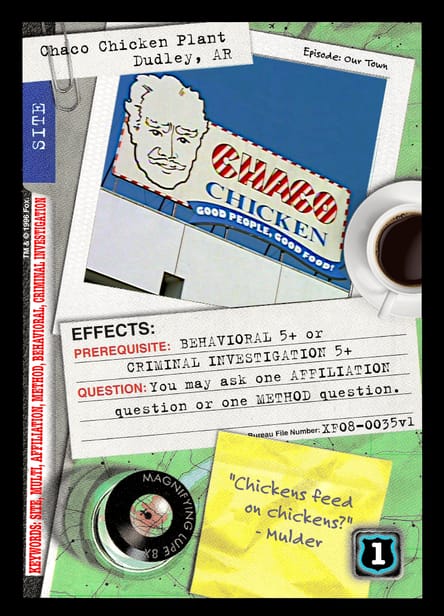 Chaco Chicken Plant
Dudley, AR
Episode: Our Town
SITE
CHACO
CHICKEN
GOOD PEOPLE, GOOD FOOD!
TM & © 1996 Fox.
KEYWORDS: SITE, MULTI, AFFILIATION, METHOD, BEHAVIORAL, CRIMINAL INVESTIGATION
EFFECTS:
PREREQUISITE: BEHAVIORAL 5+ or
CRIMINAL INVESTIGATION 5+
QUESTION: You may ask one AFFILIATION
question or one METHOD question.
Bureau File Number: XF08-0035v1
MAGNIFYING LUPE 8X
"Chickens feed
on chickens?"
- Mulder
1